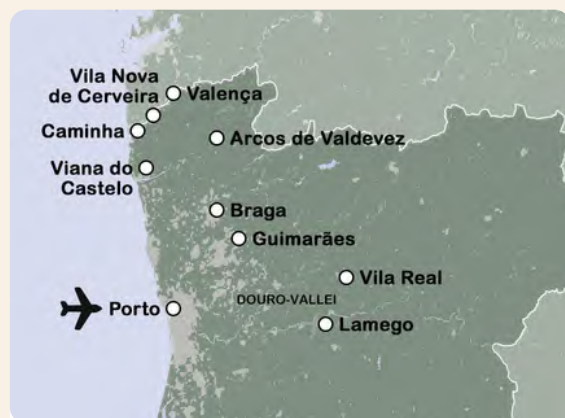 Vila Nova
de Cerveira
Valença
Caminha
Arcos de Valdevez
Viana do
Castelo
Braga
Guimarães
Vila Real
DOURO-VALLEI
Porto
Lamego